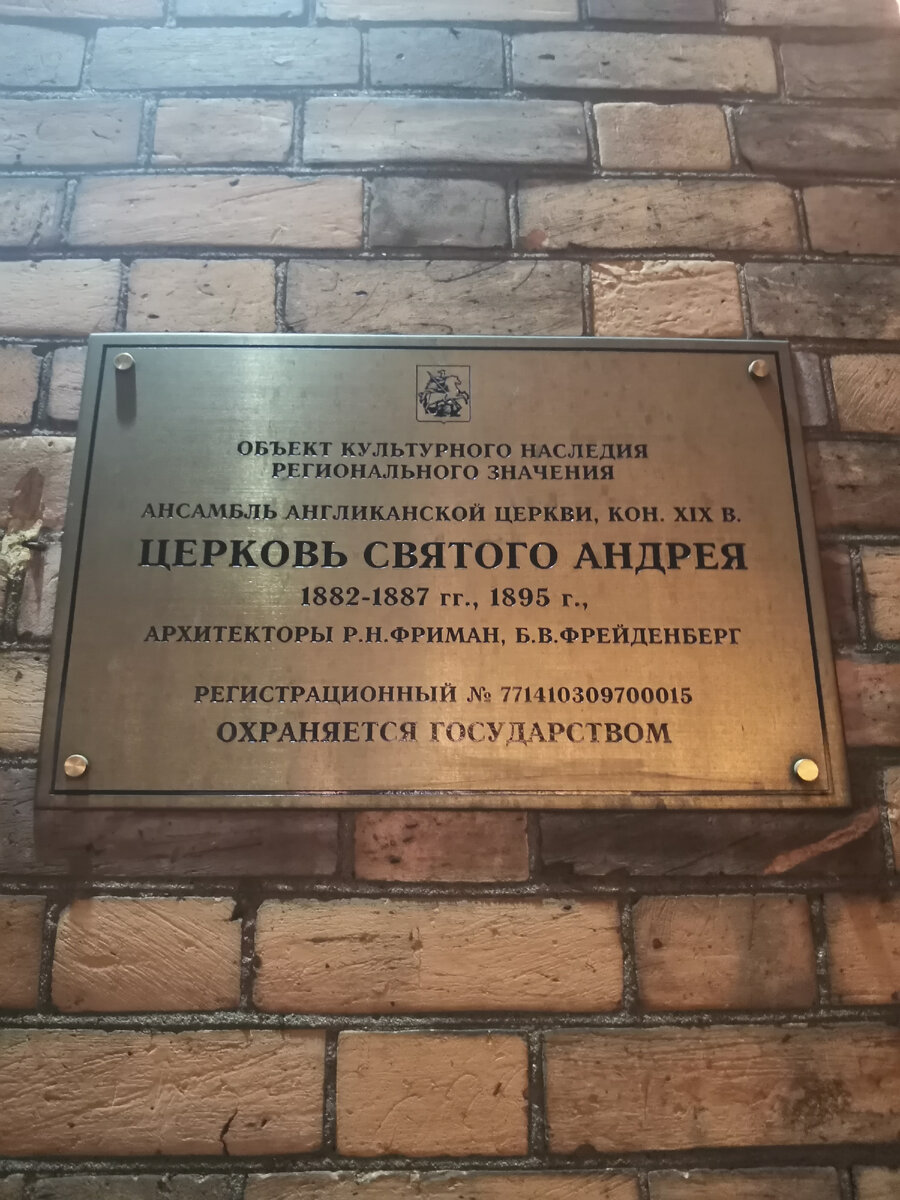 ОБЪЕКТ КУЛЬТУРНОГО НАСЛЕДИЯ
РЕГИОНАЛЬНОГО ЗНАЧЕНИЯ
АНСАМБЛЬ АНГЛИКАНСКОЙ ЦЕРКВИ, КОН. XIX В.
ЦЕРКОВЬ СВЯТОГО АНДРЕЯ
1882-1887 гг., 1895 г.,
АРХИТЕКТОРЫ Р.Н.ФРИМАН, Б.В.ФРЕЙДЕНБЕРГ
РЕГИСТРАЦИОННЫЙ № 771410309700015
ОХРАНЯЕТСЯ ГОСУДАРСТВОМ